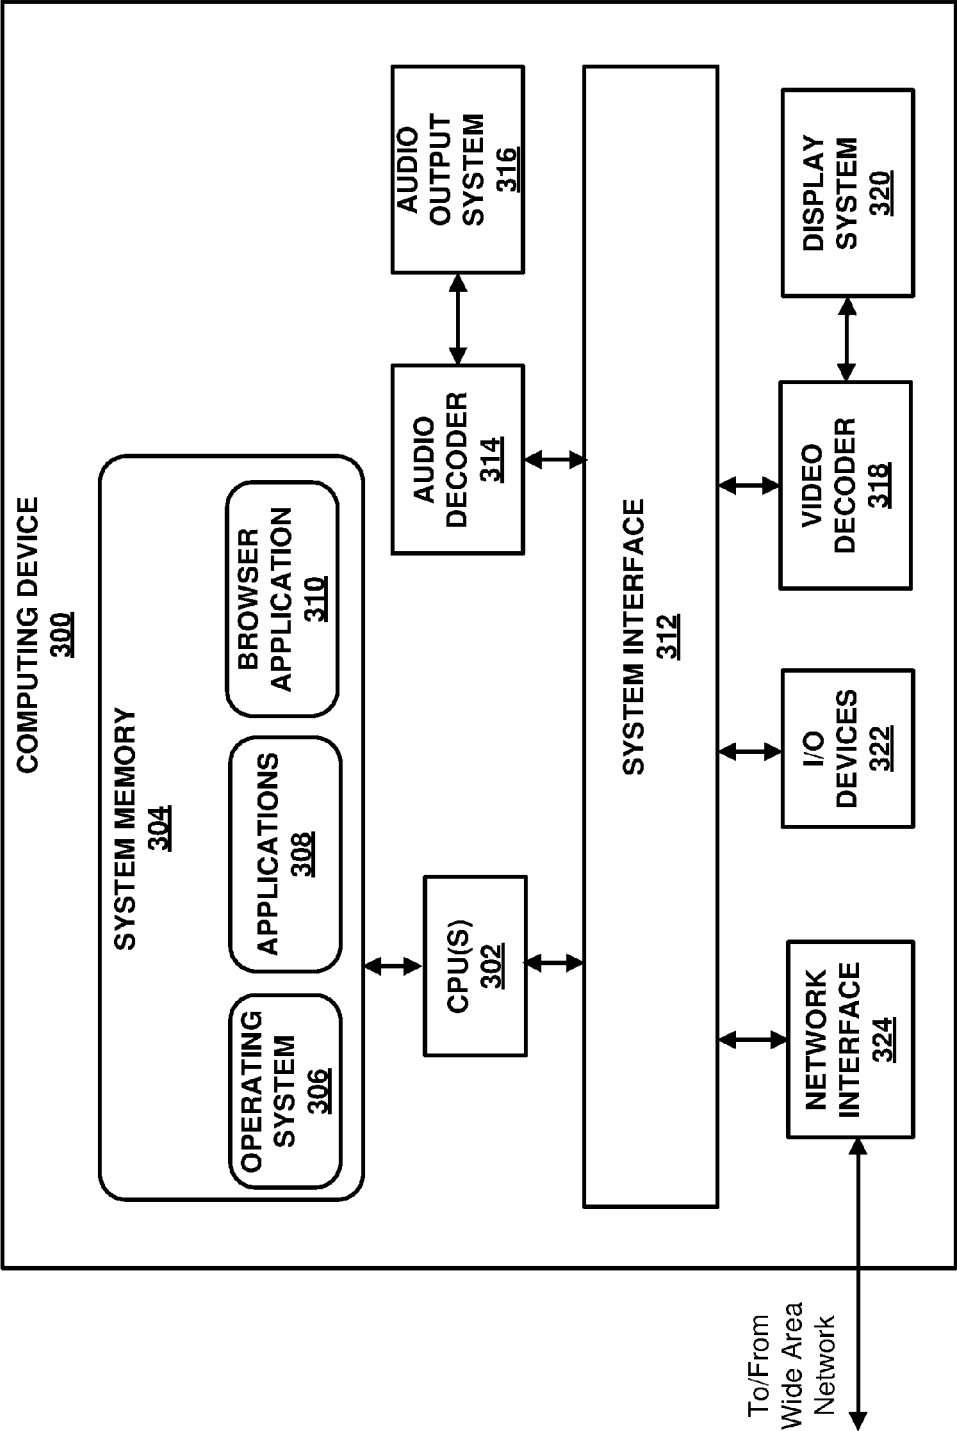 COMPUTING DEVICE
300
SYSTEM MEMORY
304
OPERATING
SYSTEM
306
APPLICATIONS
308
BROWSER
APPLICATION
310
CPU(S)
302
AUDIO
DECODER
314
AUDIO
OUTPUT
SYSTEM
316
SYSTEM INTERFACE
312
NETWORK
INTERFACE
324
I/O
DEVICES
322
VIDEO
DECODER
318
DISPLAY
SYSTEM
320
To/From
Wide Area
Network